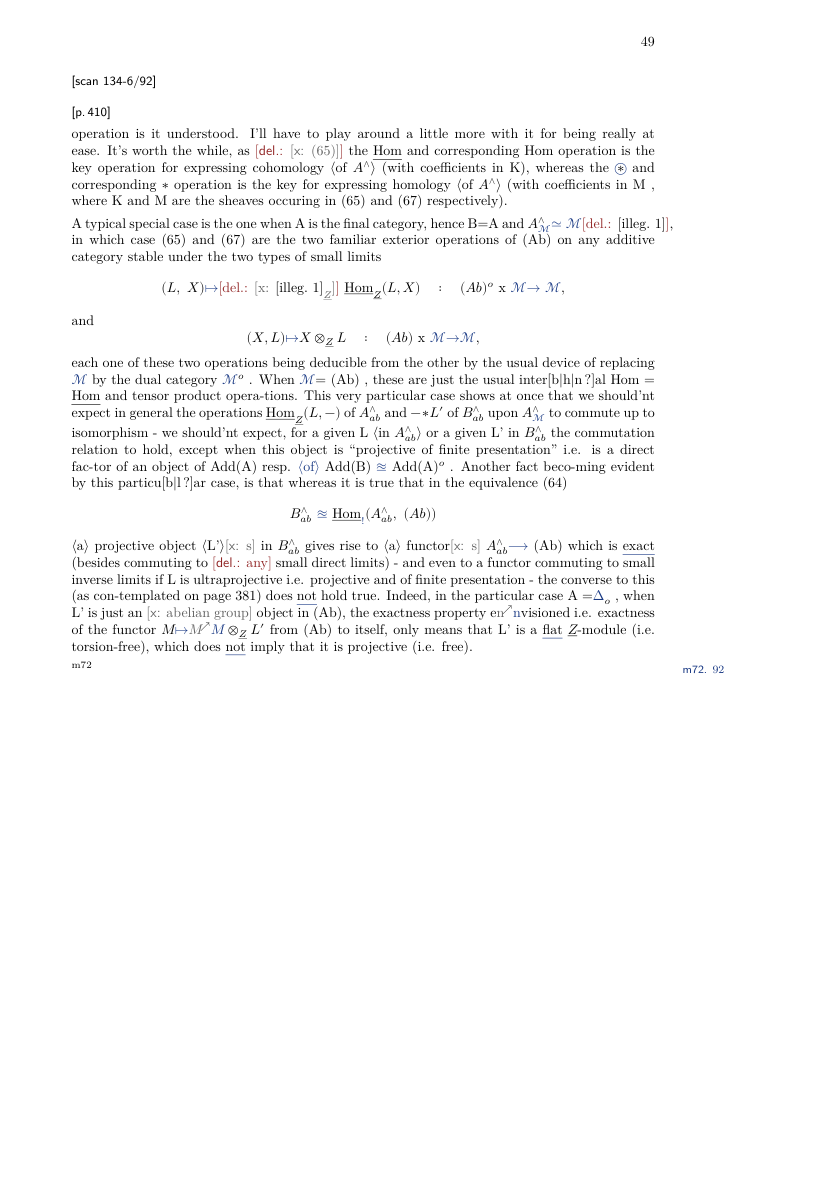 49
[scan 134-6/92]
[p. 410]
operation is it understood. I'll have to play around a little more with it for being really at
ease. It's worth the while, as [del.: [x: (65)]] the Hom and corresponding Hom operation is the
key operation for expressing cohomology ⟨of A^∧⟩ (with coefficients in K), whereas the ⊛ and
corresponding ∗ operation is the key for expressing homology ⟨of A^∧⟩ (with coefficients in M ,
where K and M are the sheaves occuring in (65) and (67) respectively).
A typical special case is the one when A is the final category, hence B=A and A^∧_ℳ ≃ ℳ[del.: [illeg. 1]],
in which case (65) and (67) are the two familiar exterior operations of (Ab) on any additive
category stable under the two types of small limits
(L, X)↦[del.: [x: [illeg. 1]_Z]] Hom_Z(L, X) : (Ab)^o x ℳ→ ℳ,
and
(X, L)↦X ⊗_Z L : (Ab) x ℳ→ℳ,
each one of these two operations being deducible from the other by the usual device of replacing
ℳ by the dual category ℳ^o . When ℳ= (Ab) , these are just the usual inter[b|h|n ?]al Hom =
Hom and tensor product opera-tions. This very particular case shows at once that we should'nt
expect in general the operations Hom_Z(L, −) of A^∧_ab and −∗L′ of B^∧_ab upon A^∧_ℳ to commute up to
isomorphism - we should'nt expect, for a given L ⟨in A^∧_ab⟩ or a given L' in B^∧_ab the commutation
relation to hold, except when this object is “projective of finite presentation” i.e. is a direct
fac-tor of an object of Add(A) resp. ⟨of⟩ Add(B) ≋ Add(A)^o . Another fact beco-ming evident
by this particu[b|l ?]ar case, is that whereas it is true that in the equivalence (64)
B^∧_ab ≋ Hom_!(A^∧_ab, (Ab))
⟨a⟩ projective object ⟨L'⟩[x: s] in B^∧_ab gives rise to ⟨a⟩ functor[x: s] A^∧_ab ⟶ (Ab) which is exact
(besides commuting to [del.: any] small direct limits) - and even to a functor commuting to small
inverse limits if L is ultraprojective i.e. projective and of finite presentation - the converse to this
(as con-templated on page 381) does not hold true. Indeed, in the particular case A =Δ_o , when
L' is just an [x: abelian group] object in (Ab), the exactness property en↗nvisioned i.e. exactness
of the functor M↦M↗M ⊗_Z L′ from (Ab) to itself, only means that L' is a flat Z-module (i.e.
torsion-free), which does not imply that it is projective (i.e. free).
m72
m72. 92